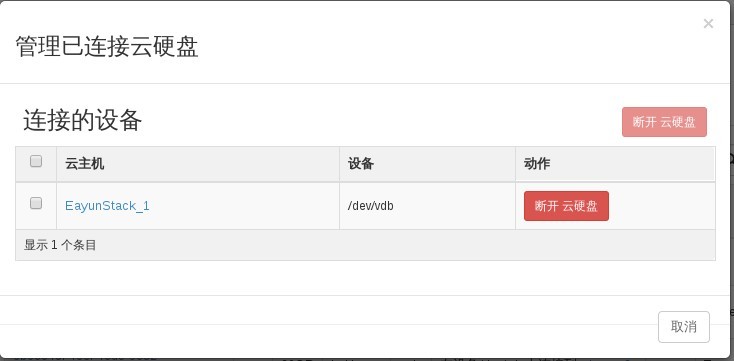 ×
管理已连接云硬盘
连接的设备
断开 云硬盘
云主机 设备 动作
EayunStack_1 /dev/vdb 断开 云硬盘
显示 1 个条目
取消